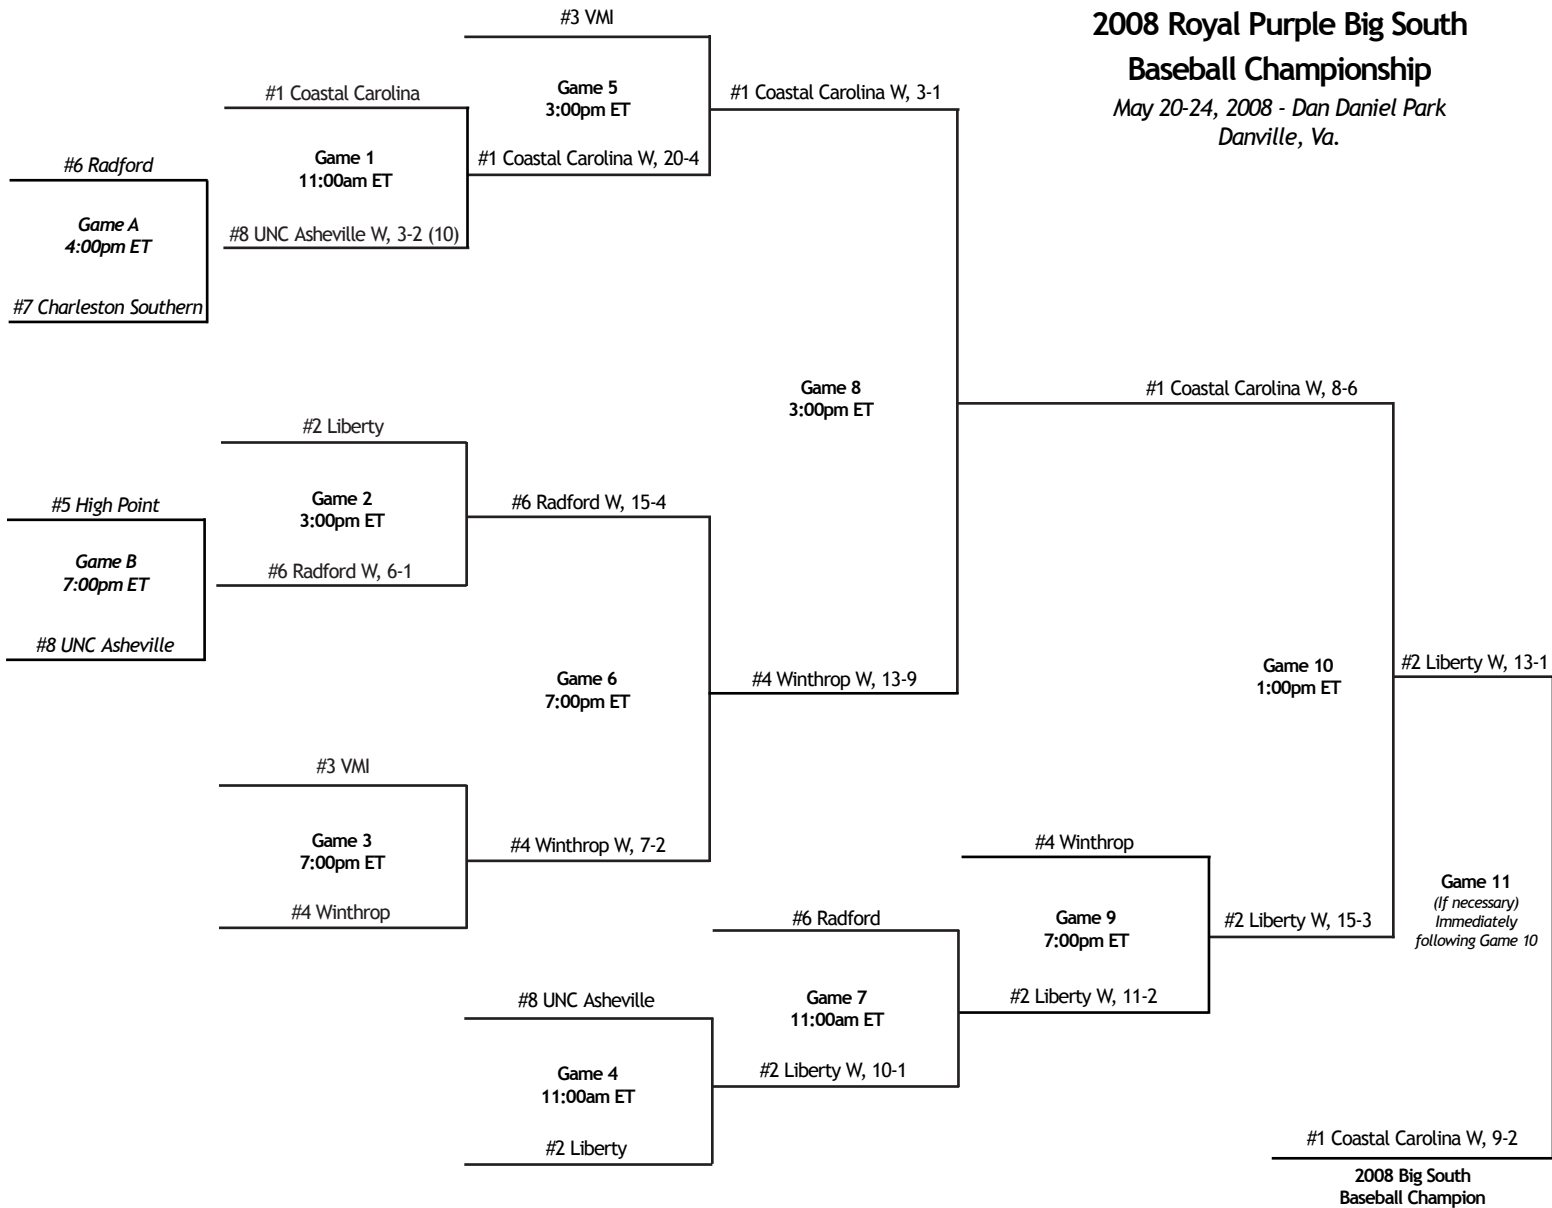 2008 Royal Purple Big South
Baseball Championship
May 20-24, 2008 - Dan Daniel Park
Danville, Va.
#6 Radford
Game A
4:00pm ET
#7 Charleston Southern
#5 High Point
Game B
7:00pm ET
#8 UNC Asheville
#1 Coastal Carolina
Game 1
11:00am ET
#8 UNC Asheville W, 3-2 (10)
#2 Liberty
Game 2
3:00pm ET
#6 Radford W, 6-1
#3 VMI
Game 3
7:00pm ET
#4 Winthrop
#3 VMI
Game 5
3:00pm ET
#1 Coastal Carolina W, 20-4
#6 Radford W, 15-4
Game 6
7:00pm ET
#4 Winthrop W, 7-2
#8 UNC Asheville
Game 4
11:00am ET
#2 Liberty
#1 Coastal Carolina W, 3-1
Game 8
3:00pm ET
#4 Winthrop W, 13-9
#6 Radford
Game 7
11:00am ET
#2 Liberty W, 10-1
#4 Winthrop
Game 9
7:00pm ET
#2 Liberty W, 11-2
#1 Coastal Carolina W, 8-6
Game 10
1:00pm ET
#2 Liberty W, 15-3
#2 Liberty W, 13-1
Game 11
(If necessary)
Immediately
following Game 10
#1 Coastal Carolina W, 9-2
2008 Big South
Baseball Champion